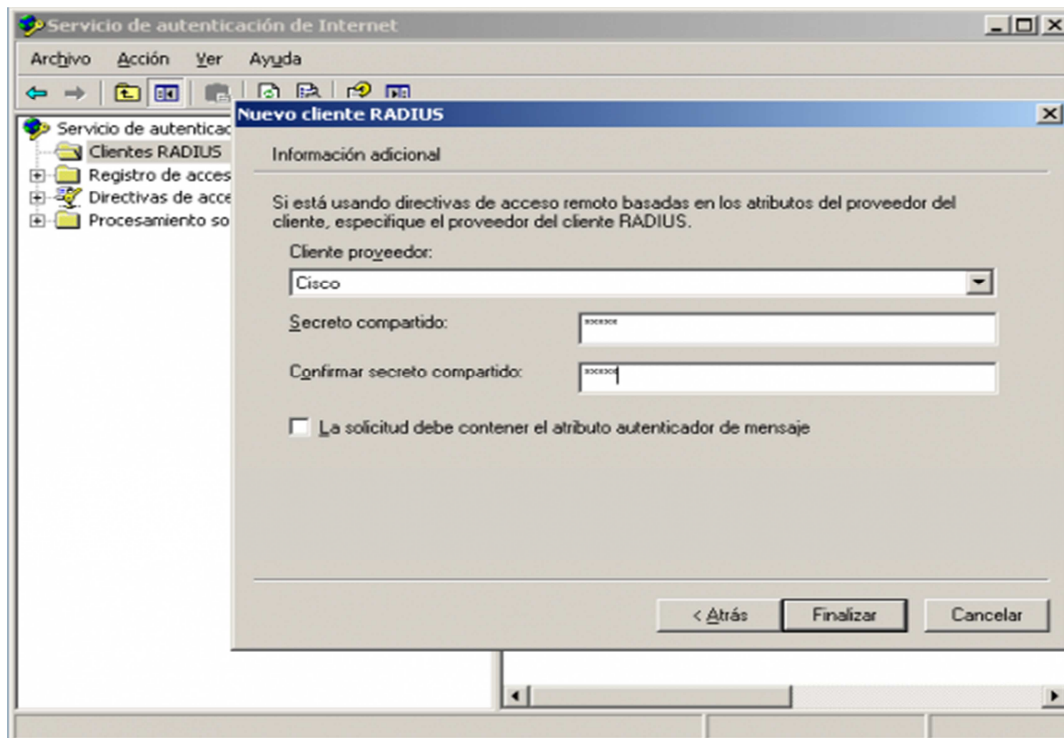 Servicio de autenticación de Internet
Archivo Acción Ver Ayuda
Nuevo cliente RADIUS
Servicio de autenticac
Clientes RADIUS
Registro de acces
Directivas de acce
Procesamiento so
Información adicional
Si está usando directivas de acceso remoto basadas en los atributos del proveedor del
cliente, especifique el proveedor del cliente RADIUS.
Cliente proveedor:
Cisco
Secreto compartido:
******
Confirmar secreto compartido:
******
La solicitud debe contener el atributo autenticador de mensaje
< Atrás Finalizar Cancelar